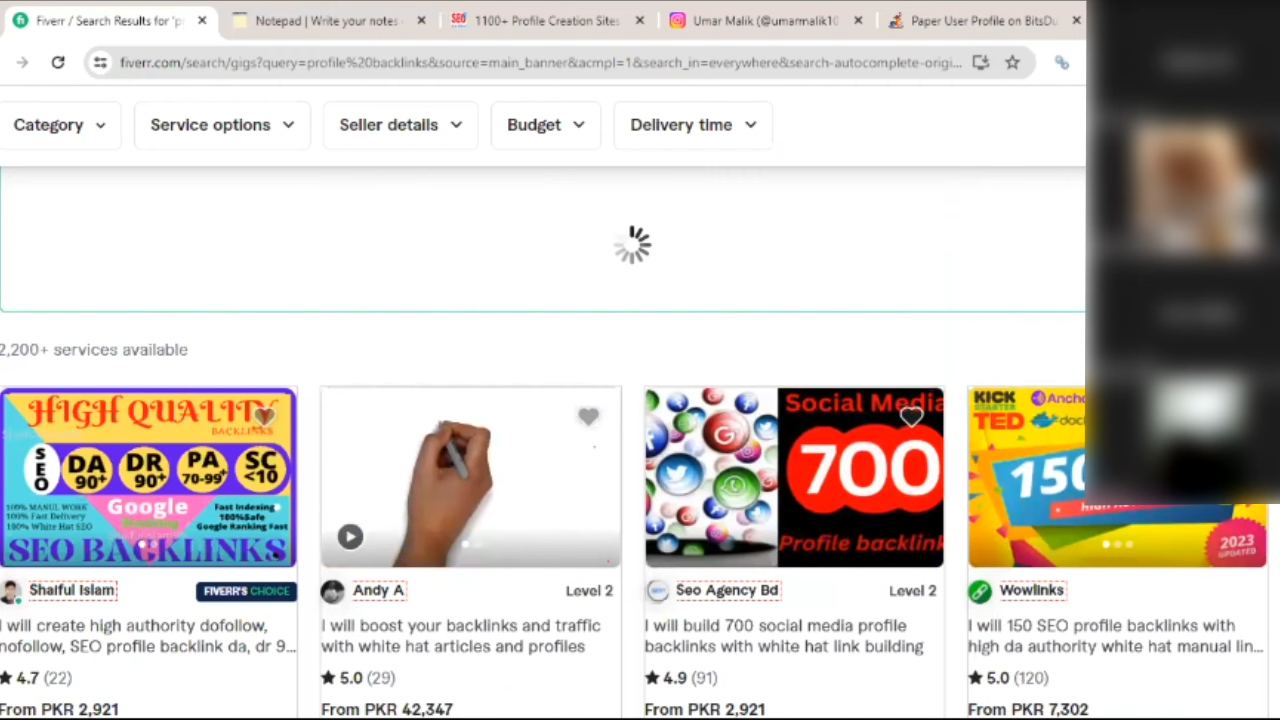 Fiverr / Search Results for 'pr
Notepad | Write your notes
SEO
1100+ Profile Creation Sites
Umar Malik (@umarmalik10
Paper User Profile on BitsDu
fiverr.com/search/gigs?query=profile%20backlinks&source=main_banner&acmpl=1&search_in=everywhere&search-autocomplete-origi...
Category
Service options
Seller details
Budget
Delivery time
2,200+ services available
HIGH QUALITY
BACKLINKS
SEO
DA
90+
DR
90+
PA
70-99
SC
<10
100% MANUL WORK
100% Fast Delivery
100% White Hat SEO
Google
Ranking
Fast Indexing
100%Safe
Google Ranking Fast
SEO BACKLINKS
Shaiful Islam
FIVERR'S CHOICE
I will create high authority dofollow,
nofollow, SEO profile backlink da, dr 9...
4.7 (22)
From PKR 2,921
Andy A
Level 2
I will boost your backlinks and traffic
with white hat articles and profiles
5.0 (29)
From PKR 42,347
Social Media
700
Profile backlink
Seo Agency Bd
Level 2
I will build 700 social media profile
backlinks with white hat link building
4.9 (91)
From PKR 2,921
KICK
STARTER
TED
Ancho
dock
150
2023
UPDATED
Wowlinks
I will 150 SEO profile backlinks with
high da authority white hat manual lin...
5.0 (120)
From PKR 7,302